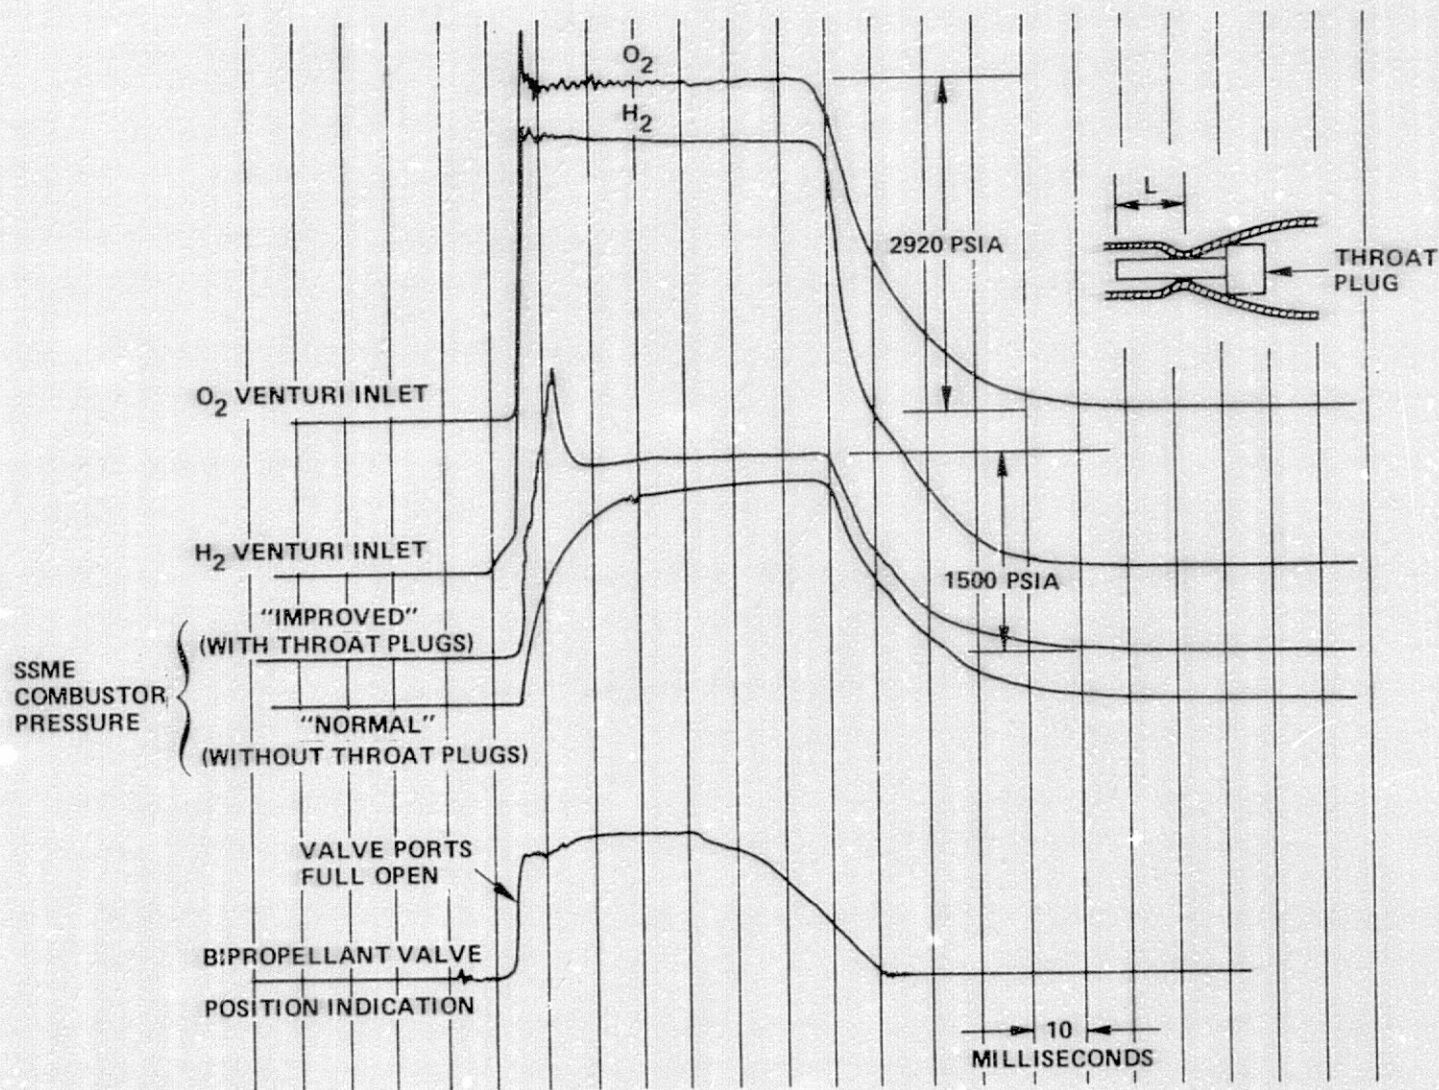 O2
H2
L
2920 PSIA
THROAT
PLUG
O2 VENTURI INLET
H2 VENTURI INLET
1500 PSIA
"IMPROVED"
(WITH THROAT PLUGS)
SSME
COMBUSTOR
PRESSURE
"NORMAL"
(WITHOUT THROAT PLUGS)
VALVE PORTS
FULL OPEN
BIPROPELLANT VALVE
POSITION INDICATION
10
MILLISECONDS